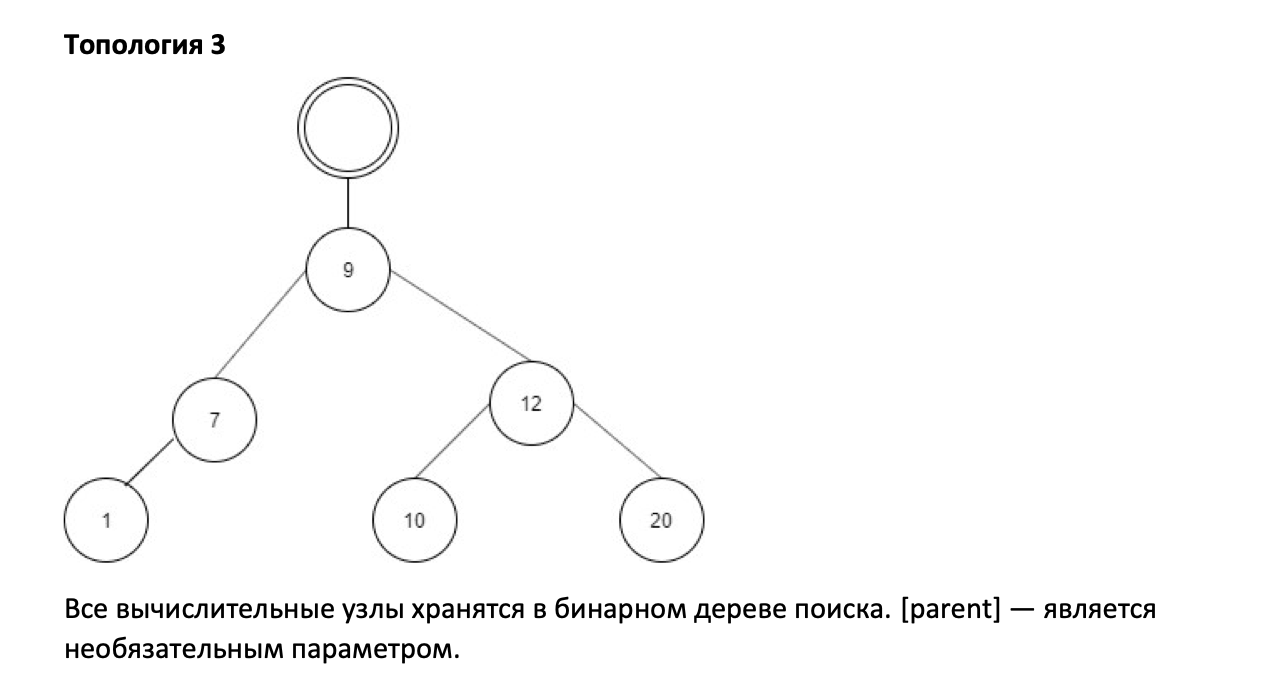 Топология 3
9
7
12
1
10
20
Все вычислительные узлы хранятся в бинарном дереве поиска. [parent] — является
необязательным параметром.